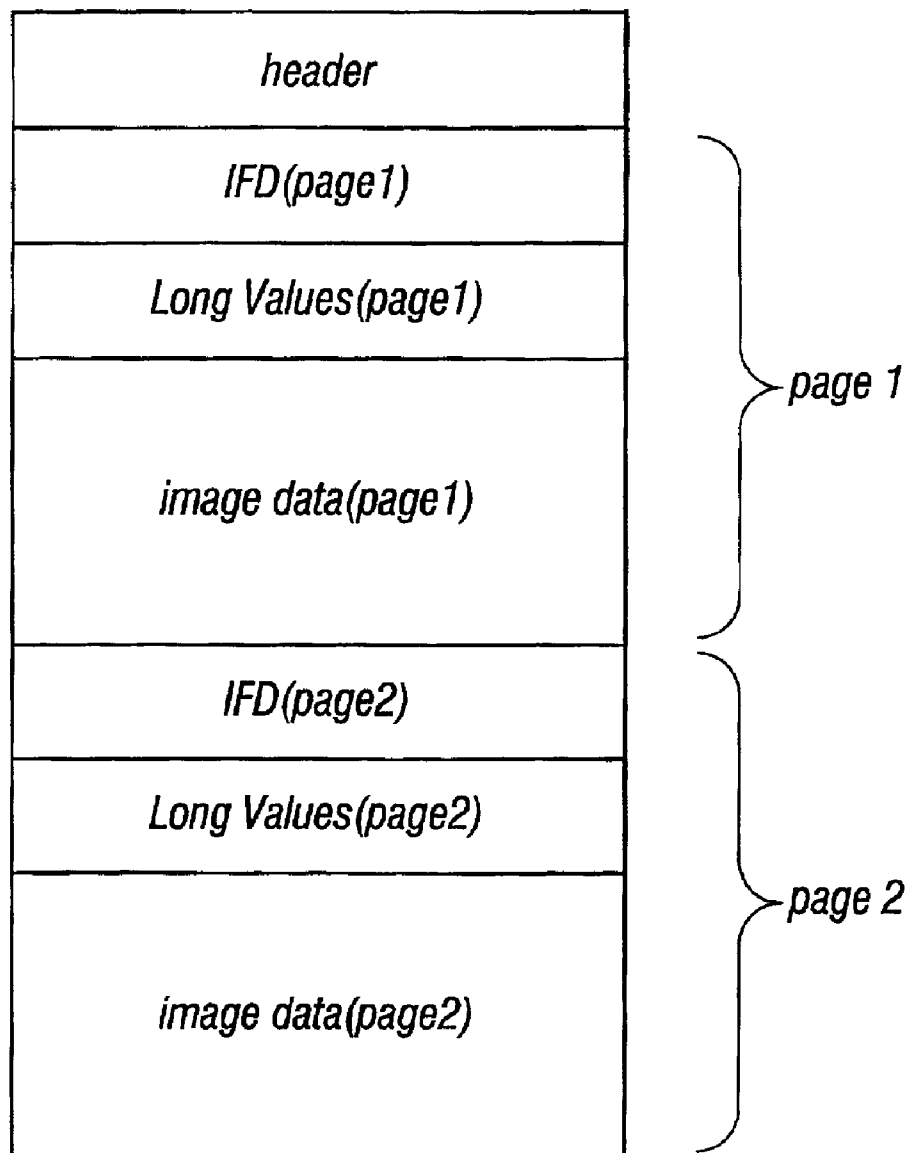 header
IFD(page1)
Long Values(page1)
page 1
image data(page1)
IFD(page2)
Long Values(page2)
page 2
image data(page2)